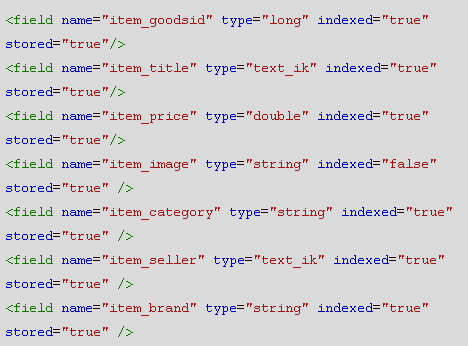 <field name="item_goodsid" type="long" indexed="true"
stored="true"/>
<field name="item_title" type="text_ik" indexed="true"
stored="true"/>
<field name="item_price" type="double" indexed="true"
stored="true"/>
<field name="item_image" type="string" indexed="false"
stored="true" />
<field name="item_category" type="string" indexed="true"
stored="true" />
<field name="item_seller" type="text_ik" indexed="true"
stored="true" />
<field name="item_brand" type="string" indexed="true"
stored="true" />